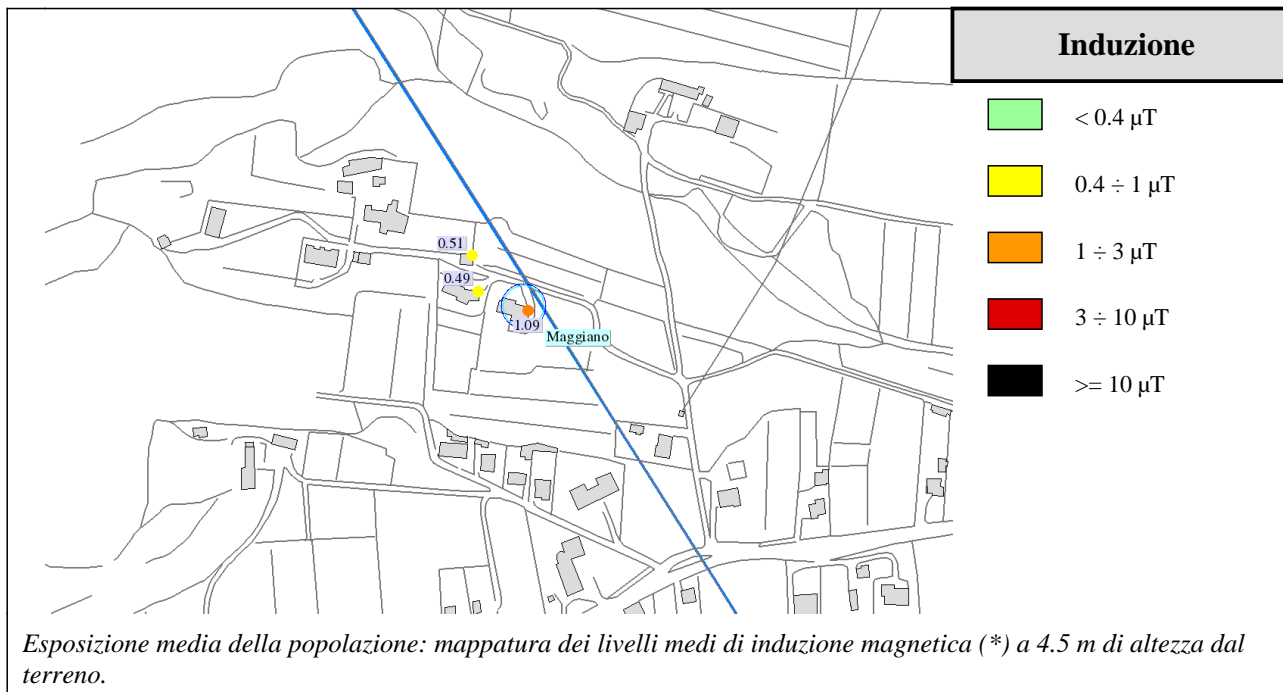 Induzione
< 0.4 µT
0.4 ÷ 1 µT
1 ÷ 3 µT
3 ÷ 10 µT
>= 10 µT
0.51
0.49
1.09
Maggiano
Esposizione media della popolazione: mappatura dei livelli medi di induzione magnetica (*) a 4.5 m di altezza dal
terreno.